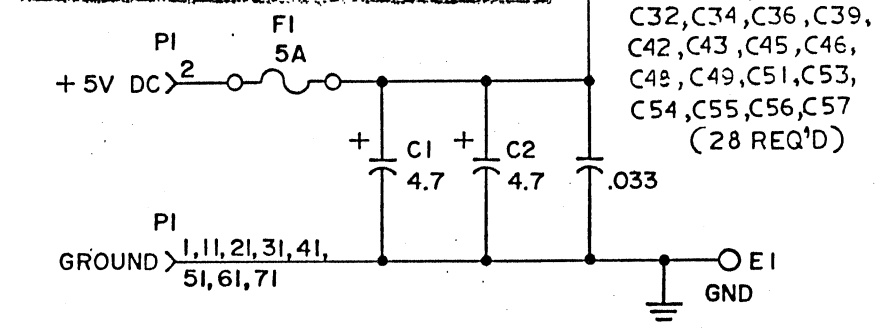 C32,C34,C36,C39,
C42,C43,C45,C46,
C48,C49,C51,C53,
C54,C55,C56,C57
(28 REQ'D)
P1
F1
5A
+5V DC 2
+ C1
4.7
+ C2
4.7
.033
P1
GROUND 1,11,21,31,41,
51,61,71
E1
GND